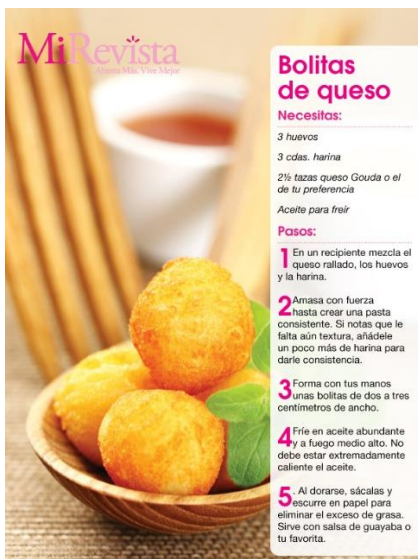 MiRevista
Ahorra Más. Vive Mejor
Bolitas
de queso
Necesitas:
3 huevos
3 cdas. harina
2½ tazas queso Gouda o el
de tu preferencia
Aceite para freír
Pasos:
1 En un recipiente mezcla el
queso rallado, los huevos
y la harina.
2 Amasa con fuerza
hasta crear una pasta
consistente. Si notas que le
falta aún textura, añádele
un poco más de harina para
darle consistencia.
3 Forma con tus manos
unas bolitas de dos a tres
centímetros de ancho.
4 Fríe en aceite abundante
y a fuego medio alto. No
debe estar extremadamente
caliente el aceite.
5. Al dorarse, sácalas y
escurre en papel para
eliminar el exceso de grasa.
Sirve con salsa de guayaba o
tu favorita.